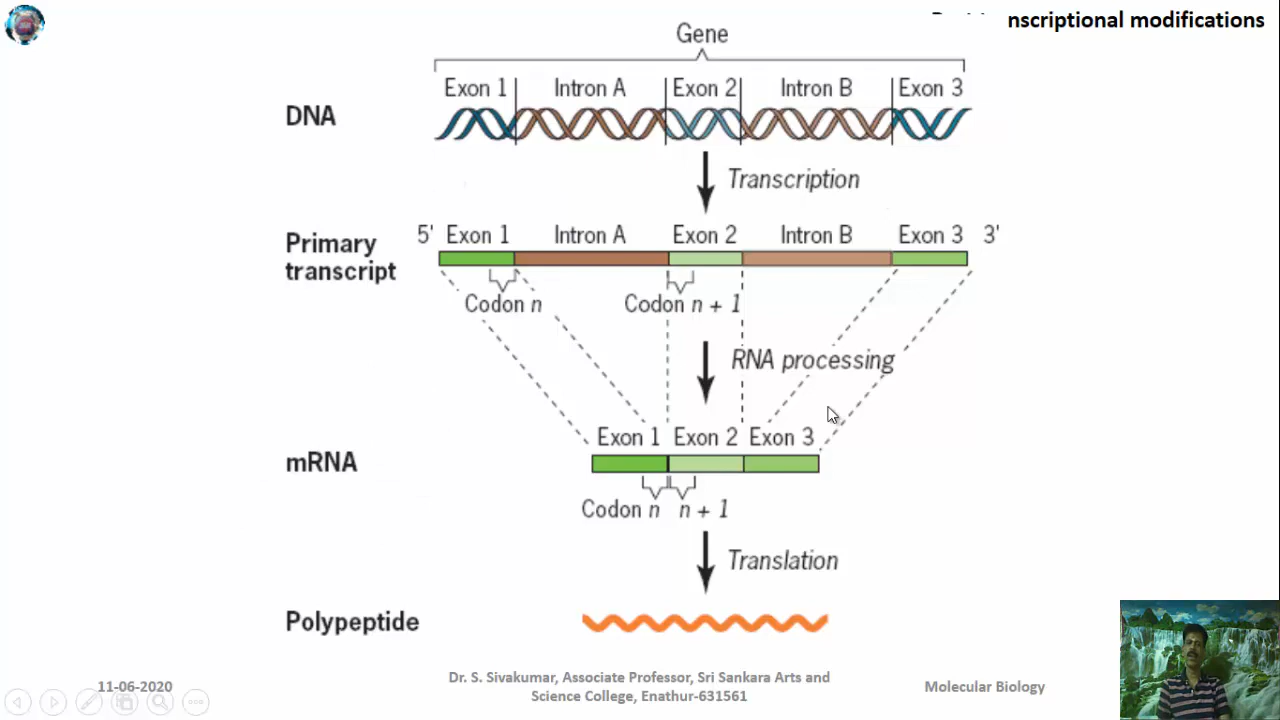 nscriptional modifications
Gene
Exon 1 Intron A Exon 2 Intron B Exon 3
DNA
Transcription
5' Exon 1 Intron A Exon 2 Intron B Exon 3 3'
Primary
transcript
Codon n Codon n + 1
RNA processing
Exon 1 Exon 2 Exon 3
mRNA
Codon n n + 1
Translation
Polypeptide
11-06-2020
Dr. S. Sivakumar, Associate Professor, Sri Sankara Arts and
Science College, Enathur-631561
Molecular Biology